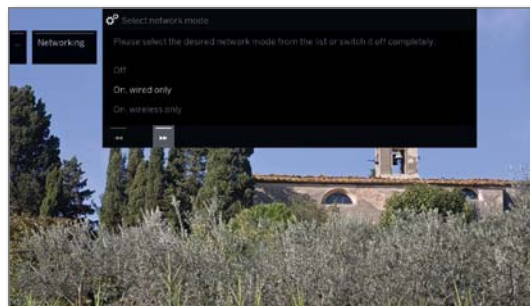 Select network mode
... Networking
Please select the desired network mode from the list or switch it off completely.
Off
On, wired only
On, wireless only